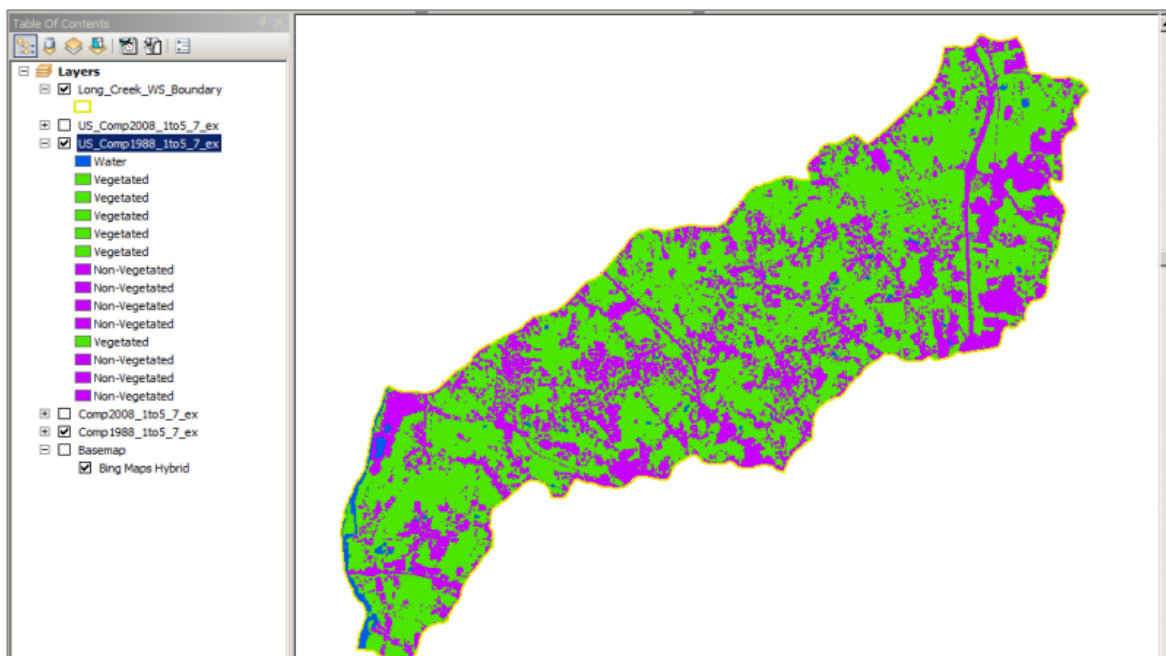 Table Of Contents
Layers
Long_Creek_WS_Boundary
US_Comp2008_1to5_7_ex
US_Comp1988_1to5_7_ex
Water
Vegetated
Vegetated
Vegetated
Vegetated
Vegetated
Non-Vegetated
Non-Vegetated
Non-Vegetated
Non-Vegetated
Vegetated
Non-Vegetated
Non-Vegetated
Non-Vegetated
Comp2008_1to5_7_ex
Comp1988_1to5_7_ex
Basemap
Bing Maps Hybrid